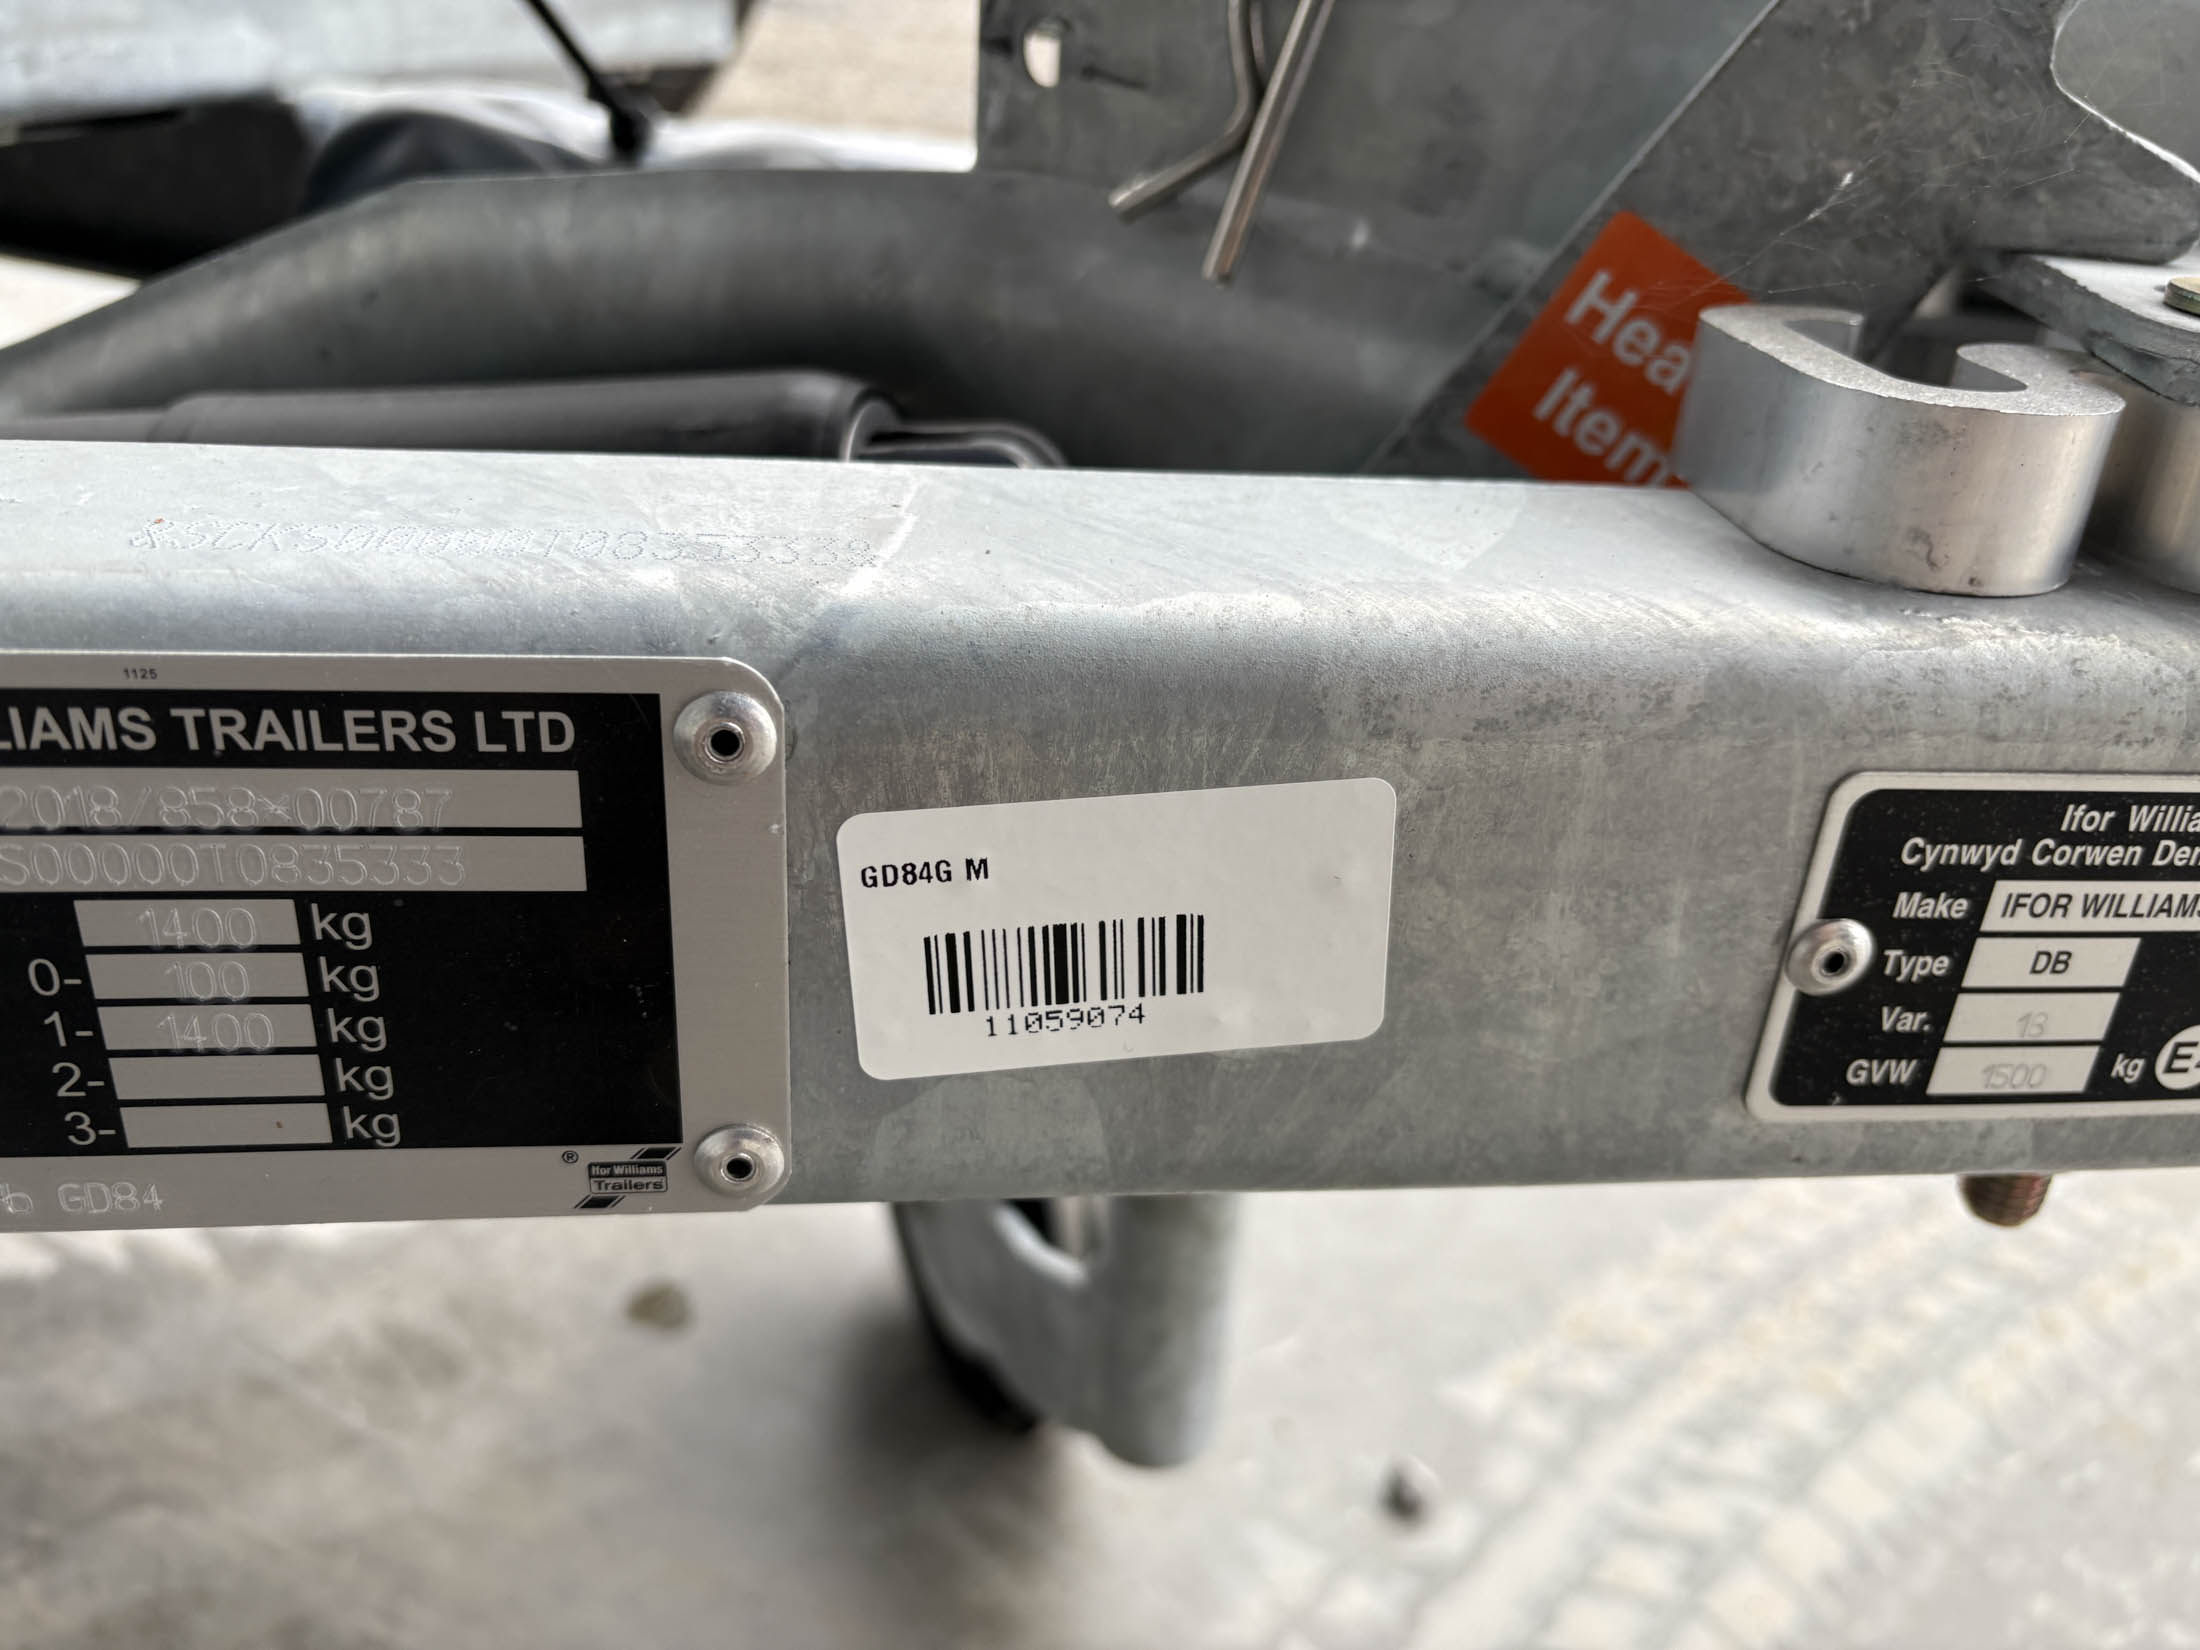 Hea
Item
&SCKS00000T0835333&
1125
LIAMS TRAILERS LTD
2018/858*00787
S00000T0835333
1400 kg
0- 100 kg
1- 1400 kg
2- kg
3- kg
®
Ifor Williams
Trailers
GD84
GD84G M
11059074
Ifor Willia
Cynwyd Corwen Den
Make IFOR WILLIAMS
Type DB
Var. 13
GVW 1500 kg E4